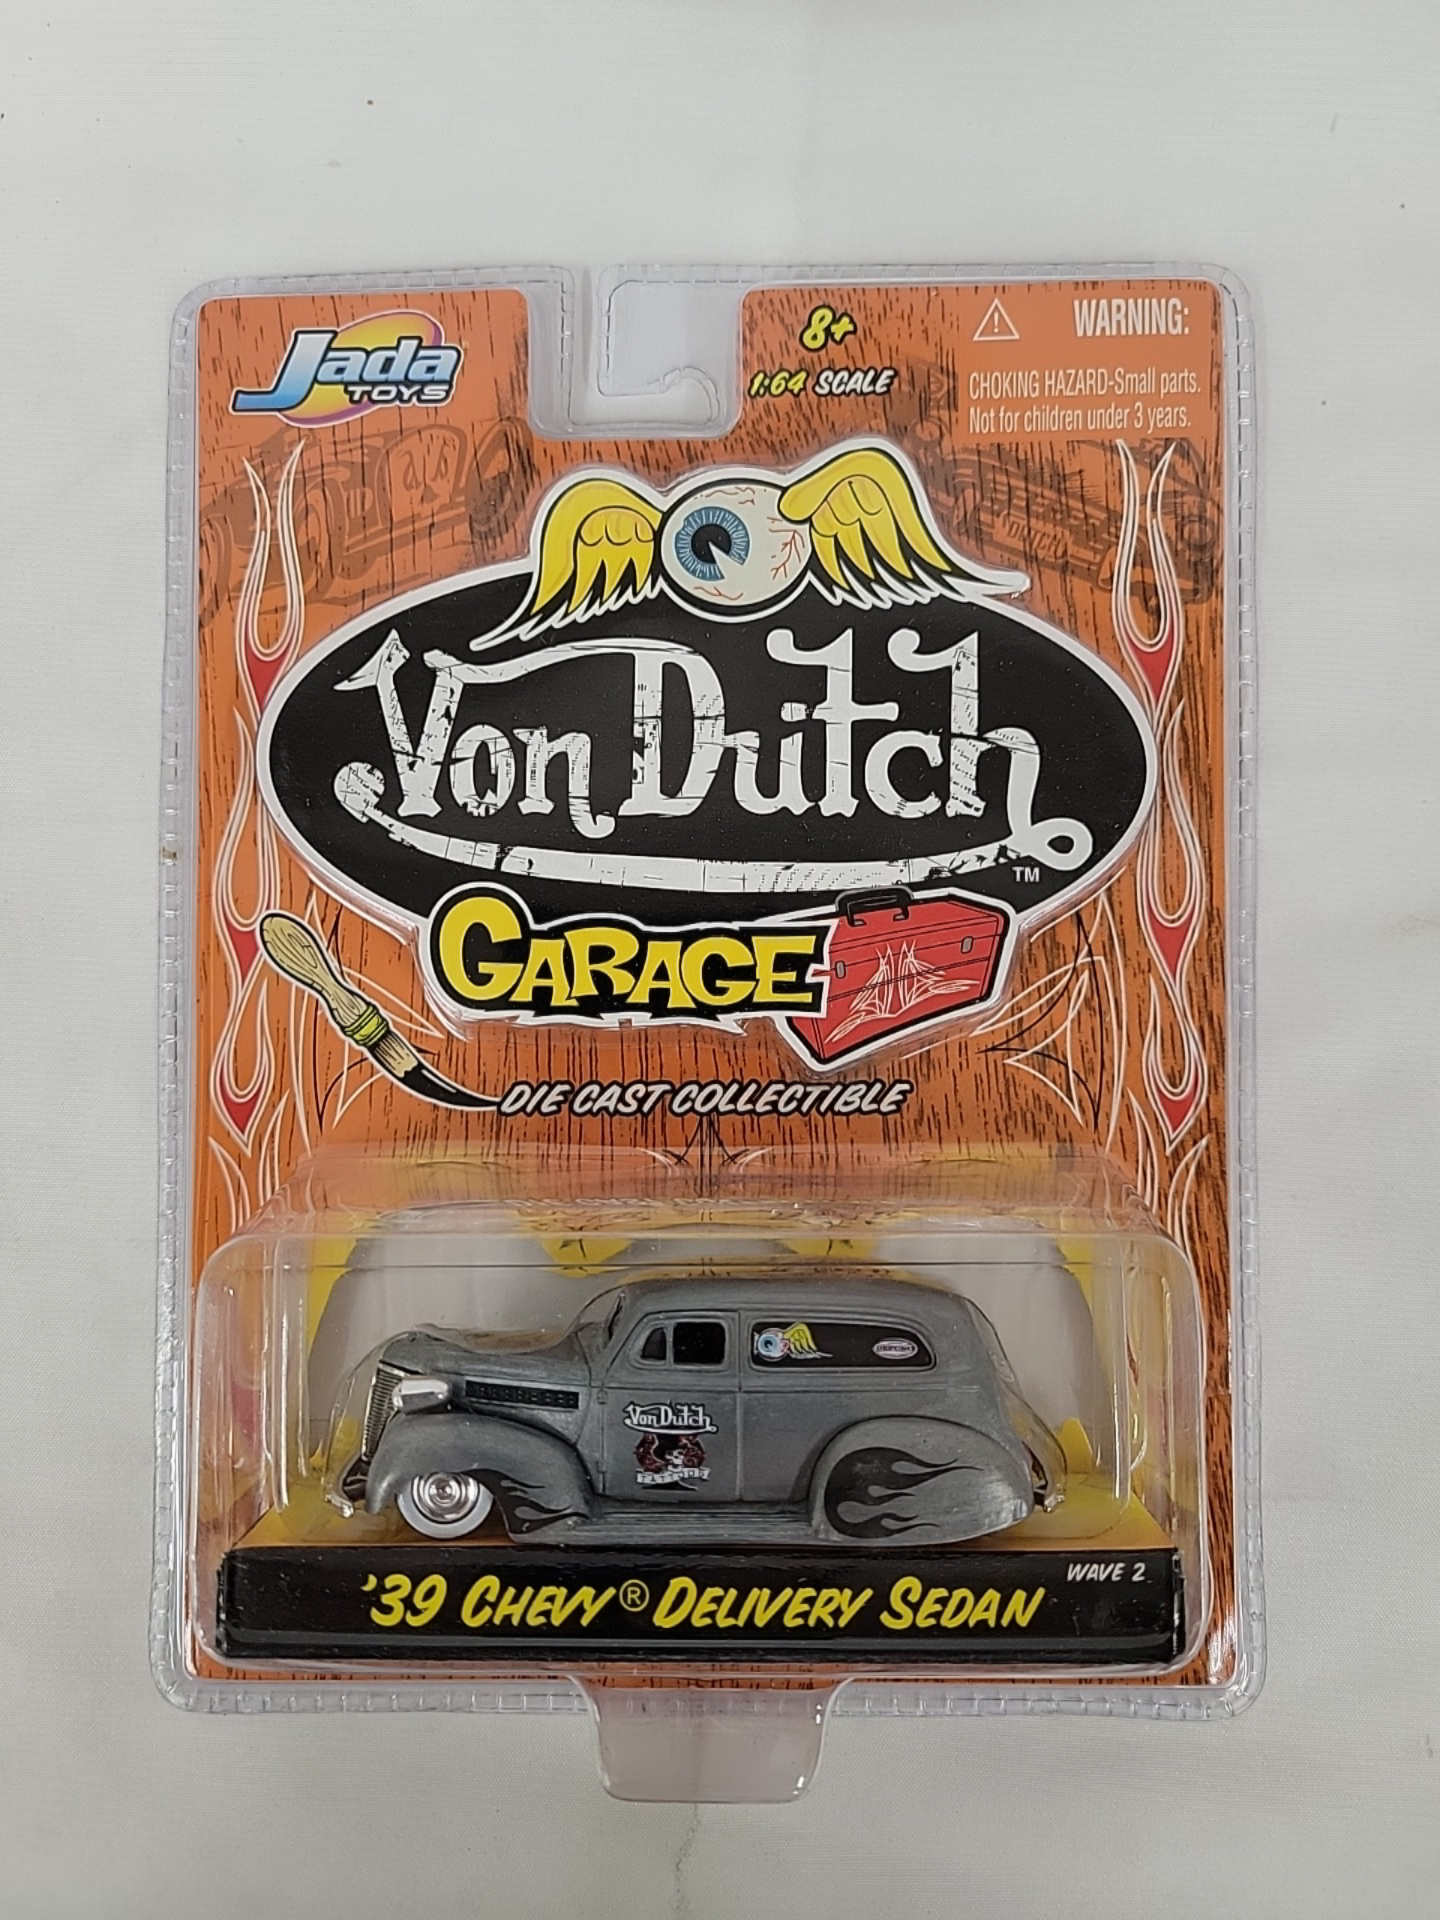 Jada
TOYS
8+
1:64 SCALE
WARNING:
CHOKING HAZARD-Small parts.
Not for children under 3 years.
Von Dutch
TM
GARAGE
DIE CAST COLLECTIBLE
Von Dutch
TATTOOS
WAVE 2
'39 CHEVY® DELIVERY SEDAN